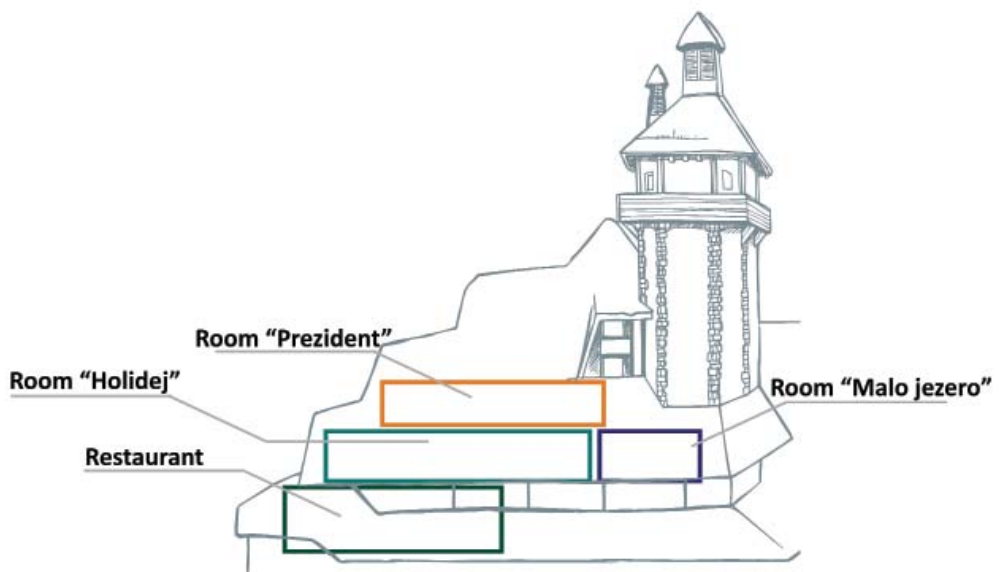 Room “Prezident”
Room “Holidej”
Room “Malo jezero”
Restaurant